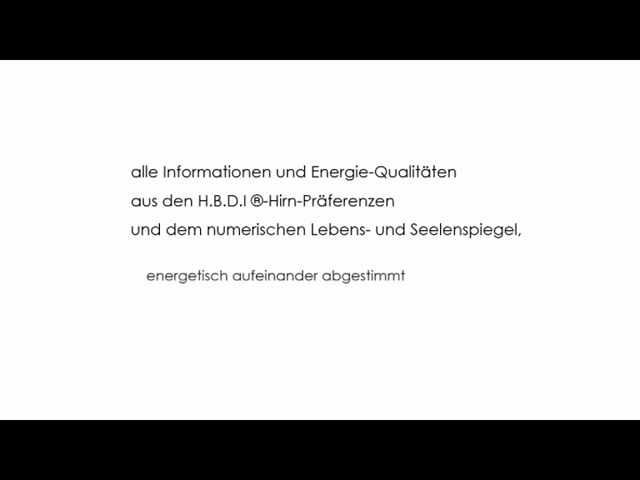 alle Informationen und Energie-Qualitäten
aus den H.B.D.I ®-Hirn-Präferenzen
und dem numerischen Lebens- und Seelenspiegel,
energetisch aufeinander abgestimmt